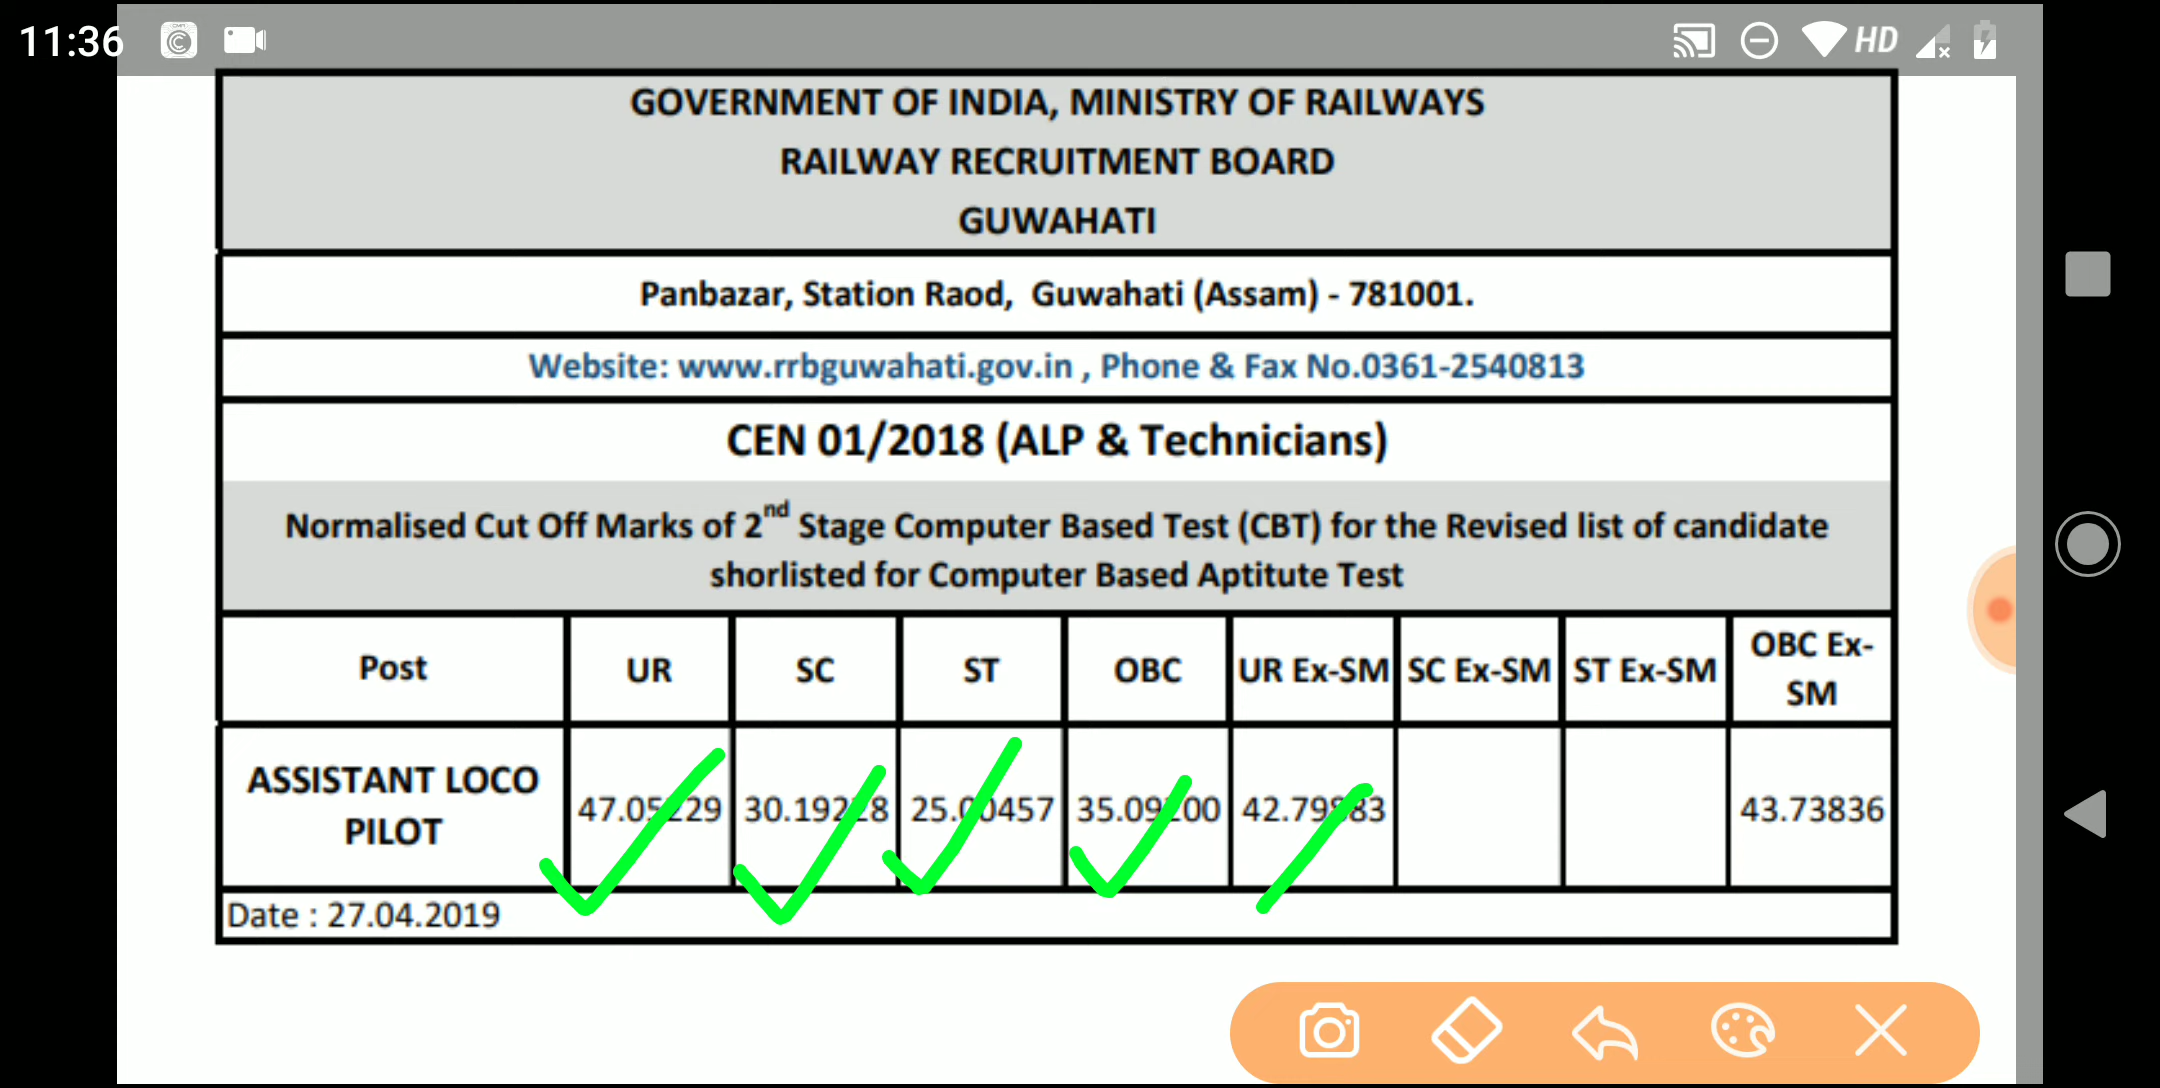 11:36
HD
GOVERNMENT OF INDIA, MINISTRY OF RAILWAYS
RAILWAY RECRUITMENT BOARD
GUWAHATI
Panbazar, Station Raod, Guwahati (Assam) - 781001.
Website: www.rrbguwahati.gov.in , Phone & Fax No.0361-2540813
CEN 01/2018 (ALP & Technicians)
Normalised Cut Off Marks of 2nd Stage Computer Based Test (CBT) for the Revised list of candidate
shorlisted for Computer Based Aptitute Test
Post UR SC ST OBC UR Ex-SM SC Ex-SM ST Ex-SM OBC Ex-SM
ASSISTANT LOCO PILOT 43.73836
Date : 27.04.2019